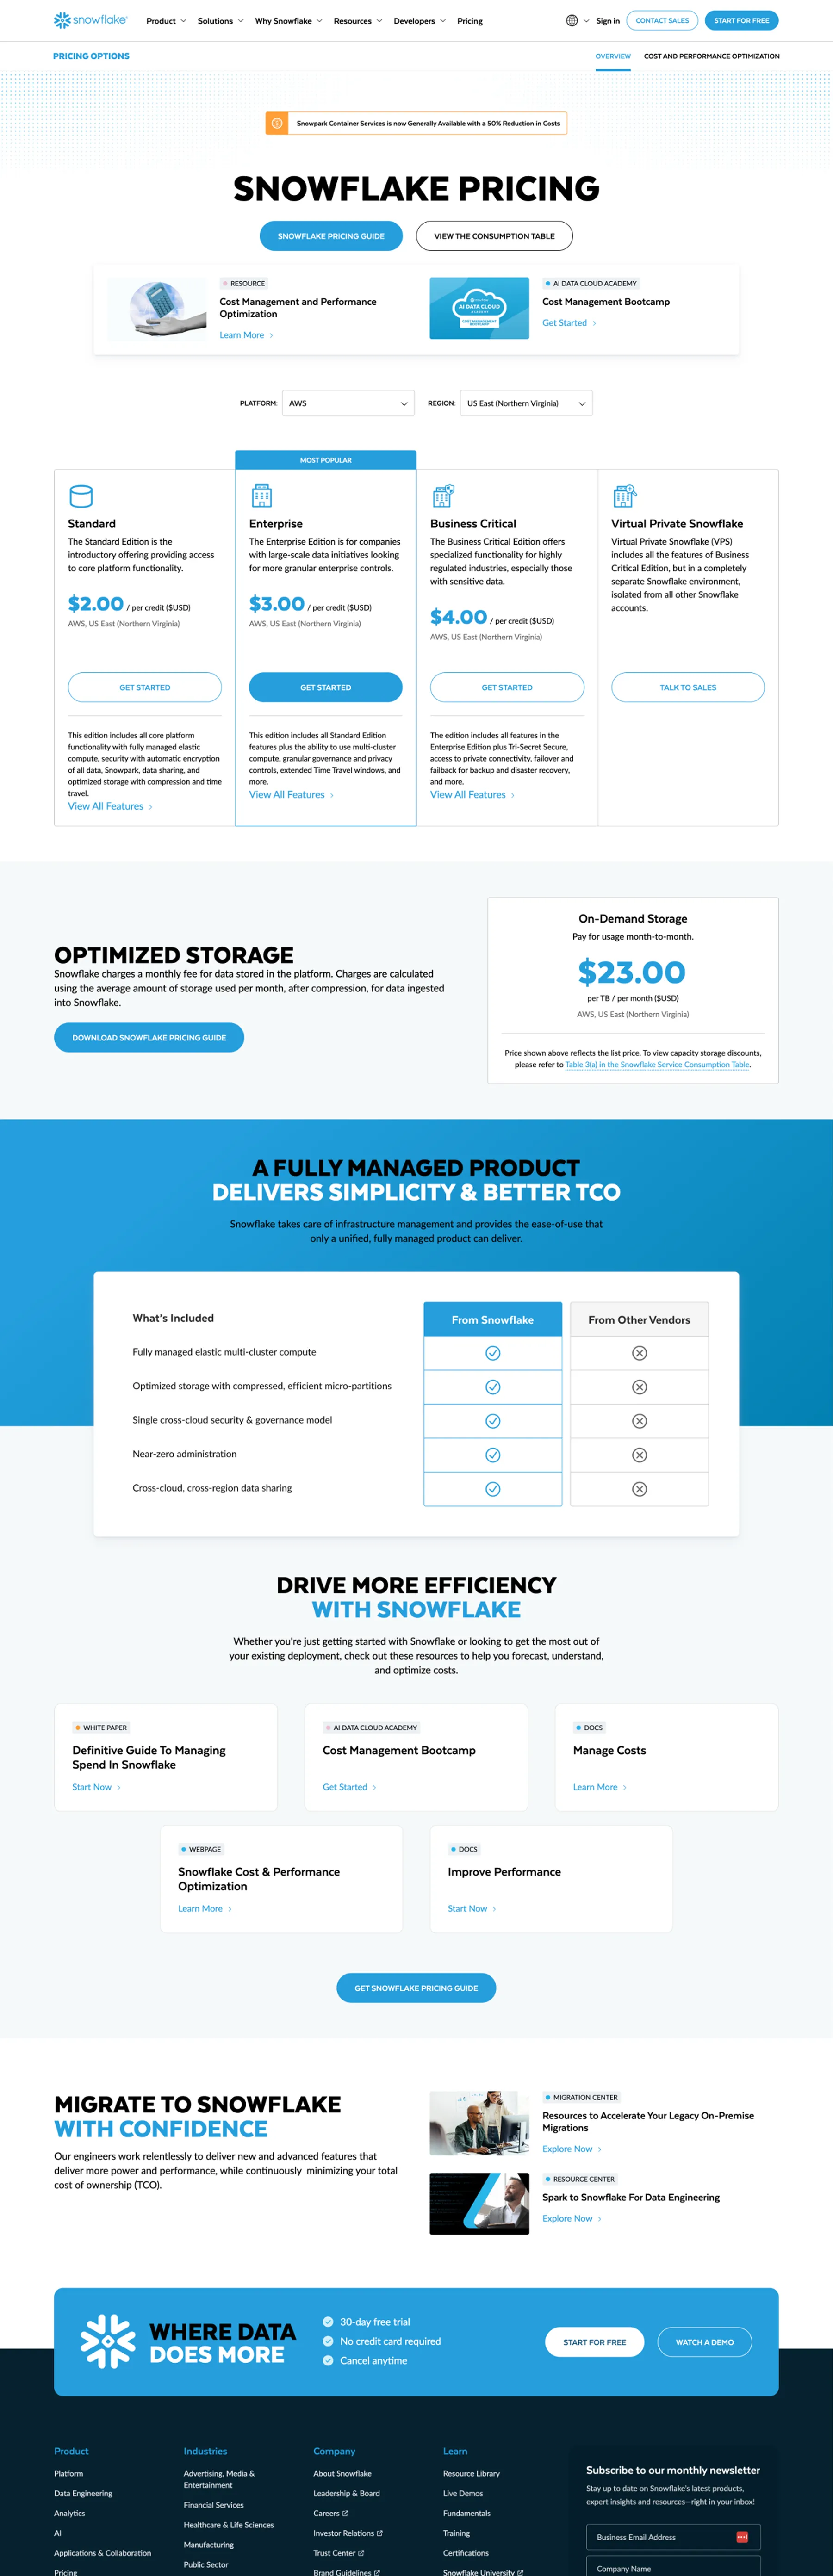 snowflake
Product
Solutions
Why Snowflake
Resources
Developers
Pricing
Sign in
CONTACT SALES
START FOR FREE
PRICING OPTIONS
OVERVIEW
COST AND PERFORMANCE OPTIMIZATION
Snowpark Container Services is now Generally Available with a 50% Reduction in Costs
SNOWFLAKE PRICING
SNOWFLAKE PRICING GUIDE
VIEW THE CONSUMPTION TABLE
RESOURCE
Cost Management and Performance
Optimization
Learn More
AI DATA CLOUD
ACADEMY
COST MANAGEMENT
BOOTCAMP
AI DATA CLOUD ACADEMY
Cost Management Bootcamp
Get Started
PLATFORM:
AWS
REGION:
US East (Northern Virginia)
MOST POPULAR
Standard
The Standard Edition is the
introductory offering providing access
to core platform functionality.
$2.00 / per credit ($USD)
AWS, US East (Northern Virginia)
GET STARTED
This edition includes all core platform
functionality with fully managed elastic
compute, security with automatic encryption
of all data, Snowpark, data sharing, and
optimized storage with compression and time
travel.
View All Features
Enterprise
The Enterprise Edition is for companies
with large-scale data initiatives looking
for more granular enterprise controls.
$3.00 / per credit ($USD)
AWS, US East (Northern Virginia)
GET STARTED
This edition includes all Standard Edition
features plus the ability to use multi-cluster
compute, granular governance and privacy
controls, extended Time Travel windows, and
more.
View All Features
Business Critical
The Business Critical Edition offers
specialized functionality for highly
regulated industries, especially those
with sensitive data.
$4.00 / per credit ($USD)
AWS, US East (Northern Virginia)
GET STARTED
The edition includes all features in the
Enterprise Edition plus Tri-Secret Secure,
access to private connectivity, failover and
failback for backup and disaster recovery,
and more.
View All Features
Virtual Private Snowflake
Virtual Private Snowflake (VPS)
includes all the features of Business
Critical Edition, but in a completely
separate Snowflake environment,
isolated from all other Snowflake
accounts.
TALK TO SALES
OPTIMIZED STORAGE
Snowflake charges a monthly fee for data stored in the platform. Charges are calculated
using the average amount of storage used per month, after compression, for data ingested
into Snowflake.
DOWNLOAD SNOWFLAKE PRICING GUIDE
On-Demand Storage
Pay for usage month-to-month.
$23.00
per TB / per month ($USD)
AWS, US East (Northern Virginia)
Price shown above reflects the list price. To view capacity storage discounts,
please refer to Table 3(a) in the Snowflake Service Consumption Table.
A FULLY MANAGED PRODUCT
DELIVERS SIMPLICITY & BETTER TCO
Snowflake takes care of infrastructure management and provides the ease-of-use that
only a unified, fully managed product can deliver.
What's Included
From Snowflake
From Other Vendors
Fully managed elastic multi-cluster compute
Optimized storage with compressed, efficient micro-partitions
Single cross-cloud security & governance model
Near-zero administration
Cross-cloud, cross-region data sharing
DRIVE MORE EFFICIENCY
WITH SNOWFLAKE
Whether you're just getting started with Snowflake or looking to get the most out of
your existing deployment, check out these resources to help you forecast, understand,
and optimize costs.
WHITE PAPER
Definitive Guide To Managing
Spend In Snowflake
Start Now
AI DATA CLOUD ACADEMY
Cost Management Bootcamp
Get Started
DOCS
Manage Costs
Learn More
WEBPAGE
Snowflake Cost & Performance
Optimization
Learn More
DOCS
Improve Performance
Start Now
GET SNOWFLAKE PRICING GUIDE
MIGRATE TO SNOWFLAKE
WITH CONFIDENCE
Our engineers work relentlessly to deliver new and advanced features that
deliver more power and performance, while continuously minimizing your total
cost of ownership (TCO).
MIGRATION CENTER
Resources to Accelerate Your Legacy On-Premise
Migrations
Explore Now
RESOURCE CENTER
Spark to Snowflake For Data Engineering
Explore Now
WHERE DATA
DOES MORE
30-day free trial
No credit card required
Cancel anytime
START FOR FREE
WATCH A DEMO
Product
Platform
Data Engineering
Analytics
AI
Applications & Collaboration
Pricing
Industries
Advertising, Media &
Entertainment
Financial Services
Healthcare & Life Sciences
Manufacturing
Public Sector
Company
About Snowflake
Leadership & Board
Careers
Investor Relations
Trust Center
Brand Guidelines
Learn
Resource Library
Live Demos
Fundamentals
Training
Certifications
Snowflake University
Subscribe to our monthly newsletter
Stay up to date on Snowflake's latest products,
expert insights and resources—right in your inbox!
Business Email Address
Company Name